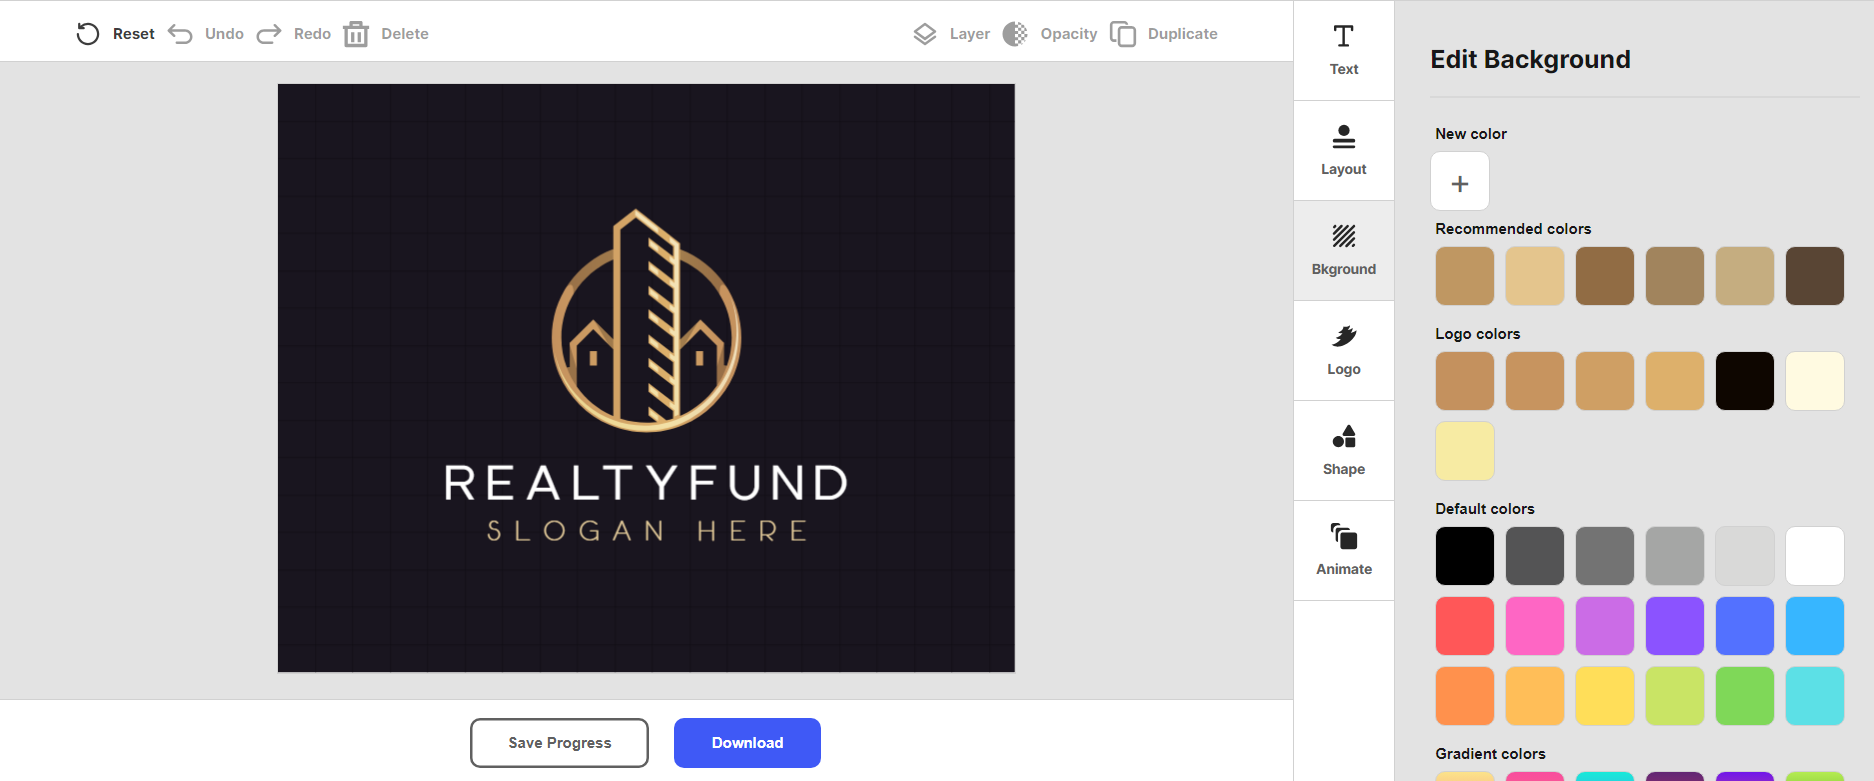 Reset Undo Redo Delete Layer Opacity Duplicate
REALTYFUND
SLOGAN HERE
Save Progress Download
Text
Layout
Bkground
Logo
Shape
Animate
Edit Background
New color
Recommended colors
Logo colors
Default colors
Gradient colors